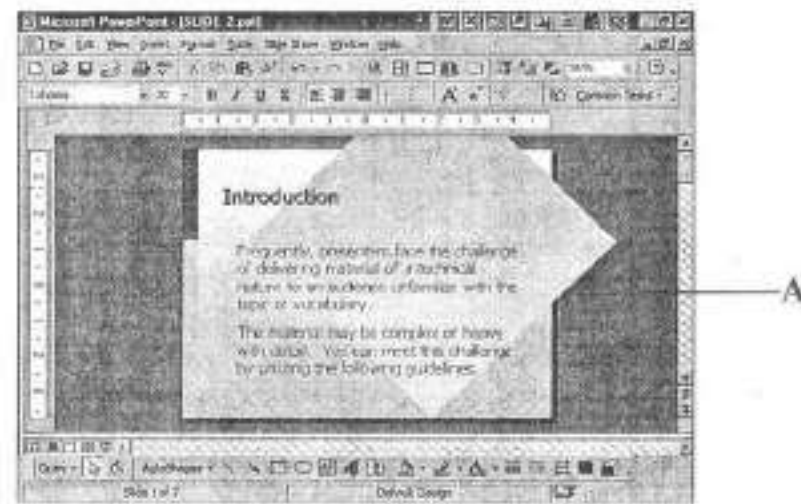 Microsoft PowerPoint - [SLIDE_2.ppt]
File Edit View Insert Format Tools Slide Show Window Help
Tahoma
B I U S
Common Tasks
Introduction
Frequently, presenters face the challenge
of delivering material of a technical
nature to an audience unfamiliar with the
topic or vocabulary.
A
The material may be complex or heavy
with detail. You can meet this challenge
by utilizing the following guidelines.
Draw AutoShapes
Slide 1 of 7 Default Design